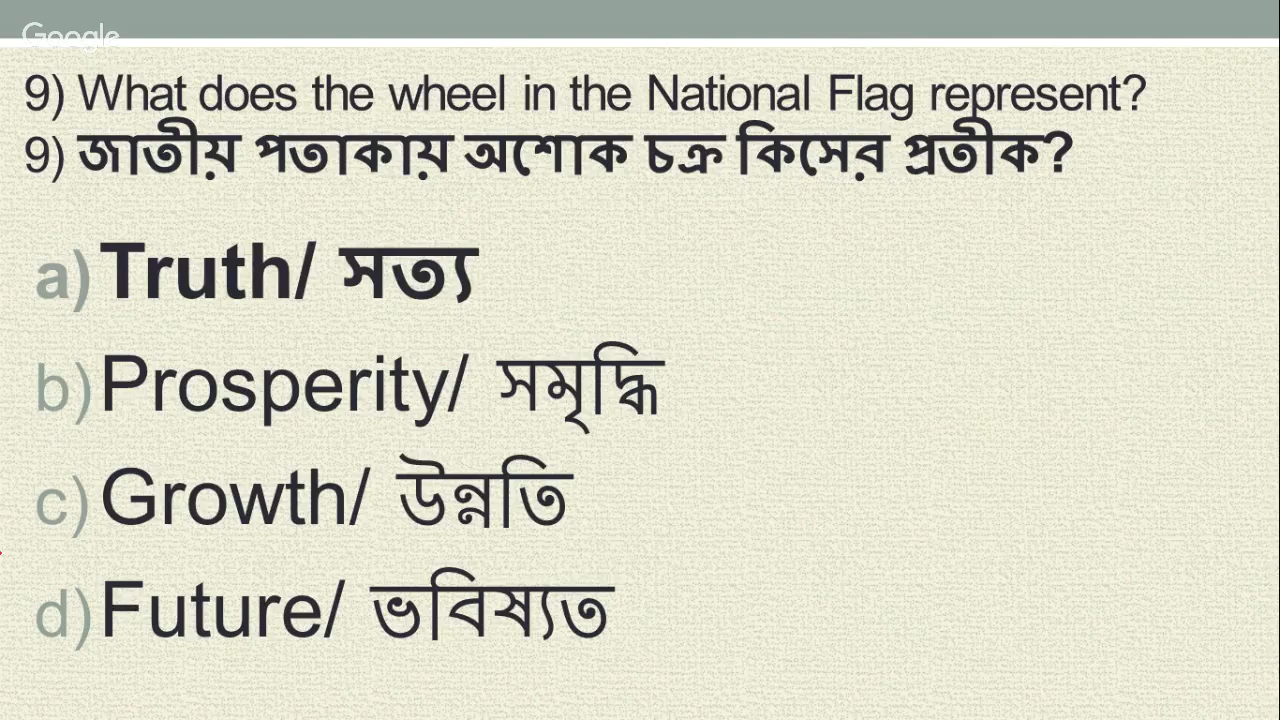 Google
9) What does the wheel in the National Flag represent?
9) জাতীয় পতাকায় অশোক চক্র কিসের প্রতীক?
a) Truth/ সত্য
b) Prosperity/ সমৃদ্ধি
c) Growth/ উন্নতি
d) Future/ ভবিষ্যত